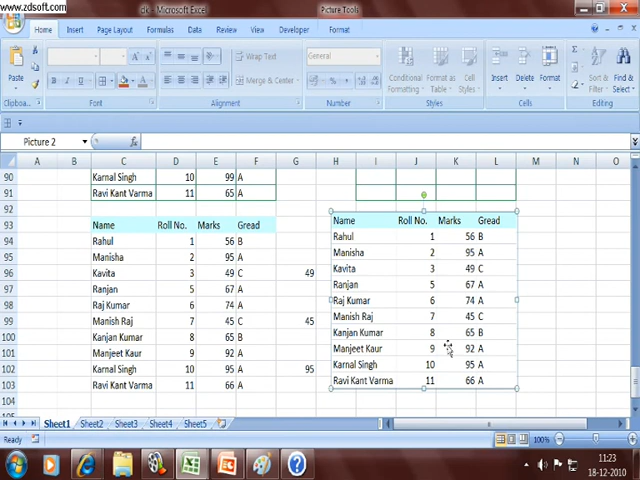 www.zdsoft.com
dk - Microsoft Excel
Picture Tools
Home Insert Page Layout Formulas Data Review View Developer Format
Paste
Wrap Text
General
Merge & Center
Conditional Formatting
Format as Table
Cell Styles
Insert Delete Format
Sort & Filter
Find & Select
Clipboa... Font Alignment Number Styles Cells Editing
Picture 2
fx
A B C D E F G H I J K L M N O
90 Karnal Singh 10 99 A
91 Ravi Kant Varma 11 65 A
92
93 Name Roll No. Marks Gread
94 Rahul 1 56 B
95 Manisha 2 95 A
96 Kavita 3 49 C 49
97 Ranjan 5 67 A
98 Raj Kumar 6 74 A
99 Manish Raj 7 45 C 45
100 Kanjan Kumar 8 65 B
101 Manjeet Kaur 9 92 A
102 Karnal Singh 10 95 A 95
103 Ravi Kant Varma 11 66 A
104
105
Name Roll No. Marks Gread
Rahul 1 56 B
Manisha 2 95 A
Kavita 3 49 C
Ranjan 5 67 A
Raj Kumar 6 74 A
Manish Raj 7 45 C
Kanjan Kumar 8 65 B
Manjeet Kaur 9 92 A
Karnal Singh 10 95 A
Ravi Kant Varma 11 66 A
Sheet1 Sheet2 Sheet3 Sheet4 Sheet5
Ready
100%
11:23
18-12-2010